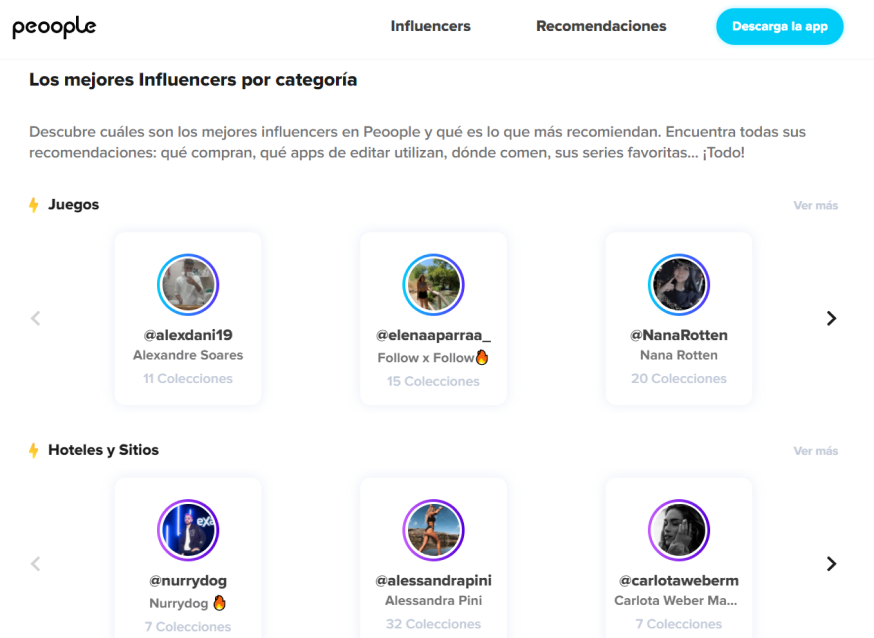 peoople
Influencers
Recomendaciones
Descarga la app
Los mejores Influencers por categoría
Descubre cuáles son los mejores influencers en Peoople y qué es lo que más recomiendan. Encuentra todas sus
recomendaciones: qué compran, qué apps de editar utilizan, dónde comen, sus series favoritas... ¡Todo!
⚡ Juegos
Ver más
@alexdani19
Alexandre Soares
11 Colecciones
@elenaaparraa_
Follow x Follow🔥
15 Colecciones
@NanaRotten
Nana Rotten
20 Colecciones
⚡ Hoteles y Sitios
Ver más
@nurrydog
Nurrydog 🔥
7 Colecciones
@alessandrapini
Alessandra Pini
32 Colecciones
@carlotaweberm
Carlota Weber Ma...
7 Colecciones